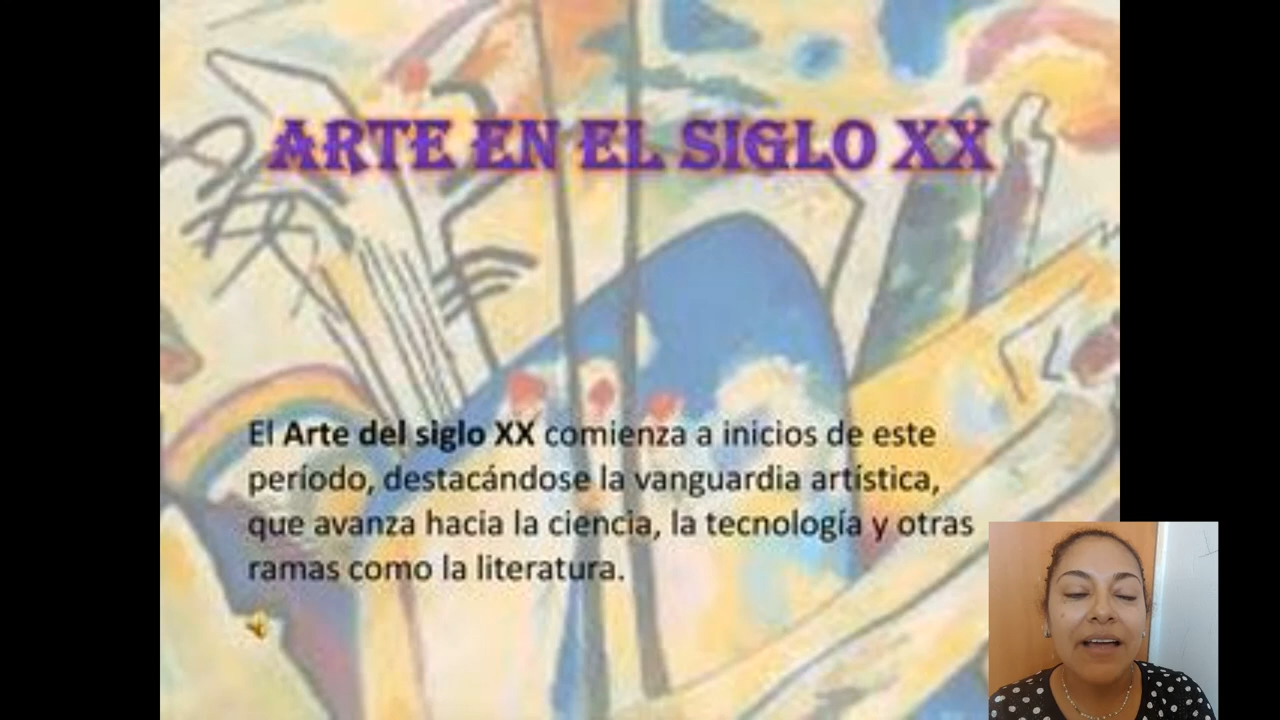 ARTE EN EL SIGLO XX
El Arte del siglo XX comienza a inicios de este
período, destacándose la vanguardia artística,
que avanza hacia la ciencia, la tecnología y otras
ramas como la literatura.